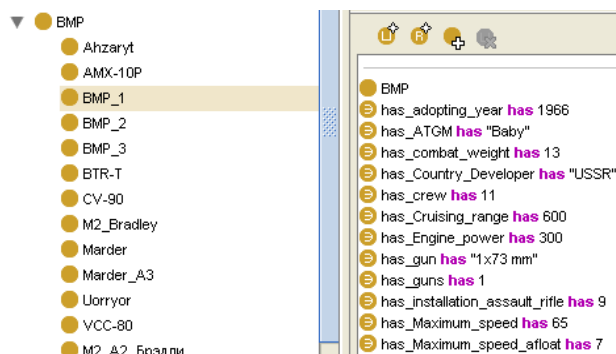 BMP
Ahzaryt
AMX-10P
BMP_1
BMP_2
BMP_3
BTR-T
CV-90
M2_Bradley
Marder
Marder_A3
Uorryor
VCC-80
M2_A2_Брэдли
BMP
has_adopting_year has 1966
has_ATGM has "Baby"
has_combat_weight has 13
has_Country_Developer has "USSR"
has_crew has 11
has_Cruising_range has 600
has_Engine_power has 300
has_gun has "1x73 mm"
has_guns has 1
has_installation_assault_rifle has 9
has_Maximum_speed has 65
has_Maximum_speed_afloat has 7